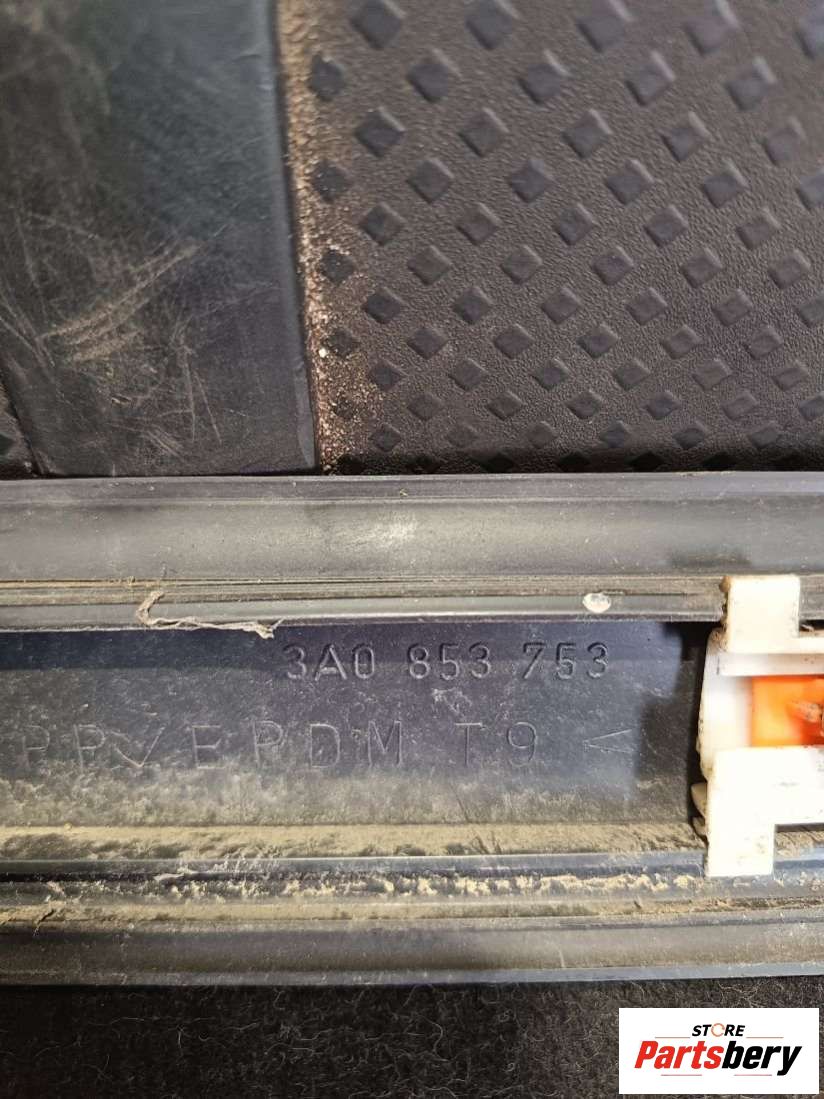 3A0 853 753
PP/EPDM T9 <
STORE
Partsbery